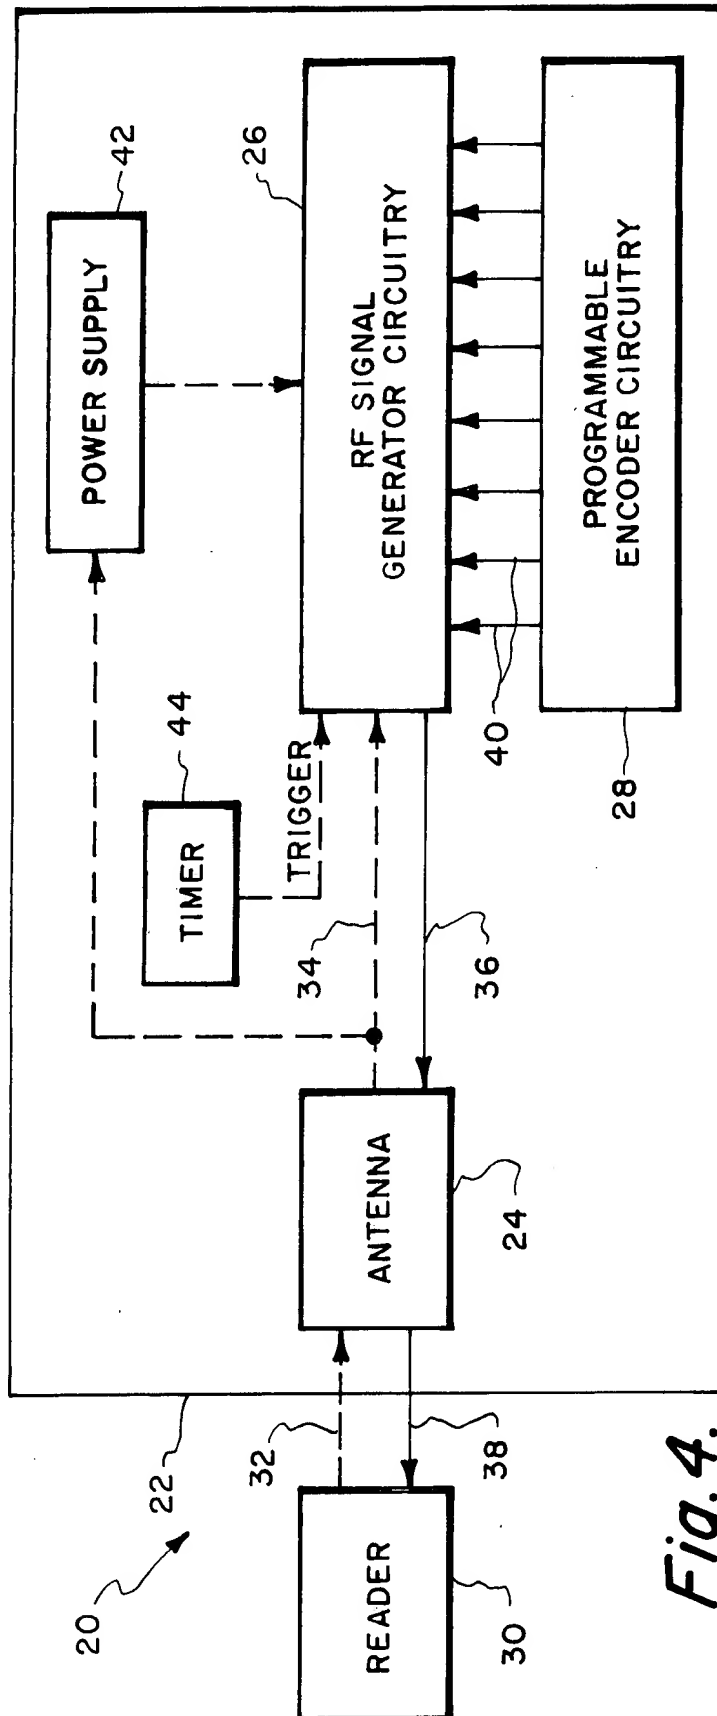 20
22
42
POWER SUPPLY
44
TIMER
TRIGGER
26
RF SIGNAL
GENERATOR CIRCUITRY
34
36
32
38
READER
30
ANTENNA
24
40
PROGRAMMABLE
ENCODER CIRCUITRY
28
Fig. 4.